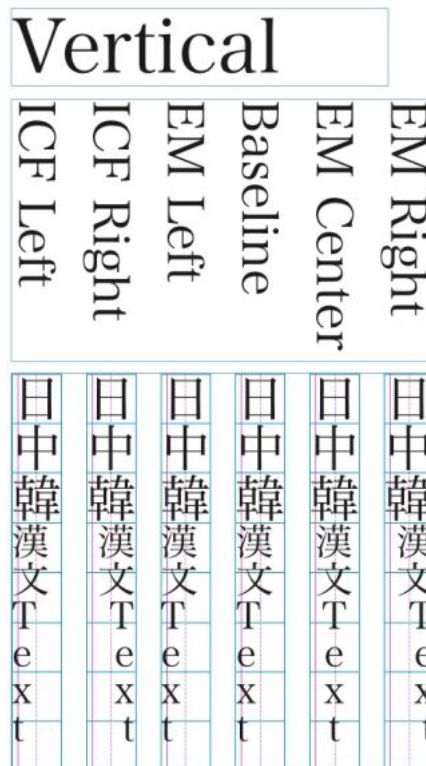 Vertical
ICF Left
ICF Right
EM Left
Baseline
EM Center
EM Right
日中韓漢文Text
日中韓漢文Text
日中韓漢文Text
日中韓漢文Text
日中韓漢文Text
日中韓漢文Text